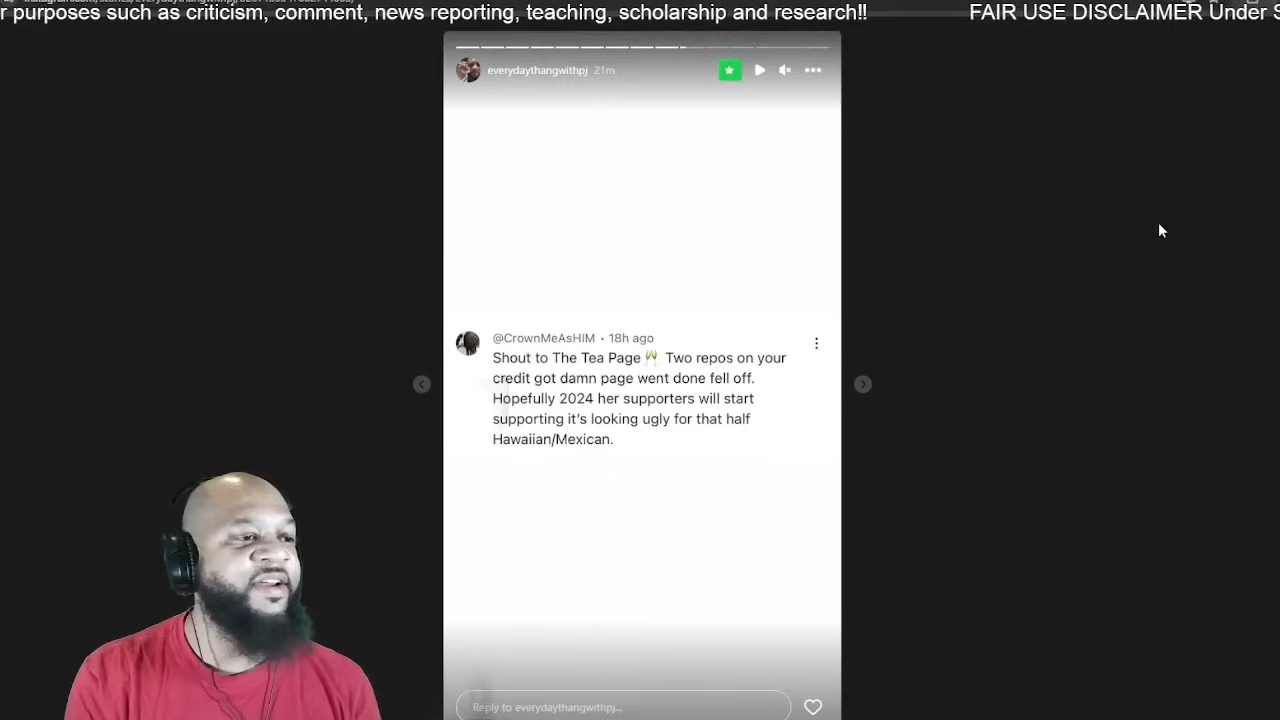 r purposes such as criticism, comment, news reporting, teaching, scholarship and research!! FAIR USE DISCLAIMER Under S
everydaythangwithpj 21m
@CrownMeAsHIM • 18h ago
Shout to The Tea Page 🥂 Two repos on your
credit got damn page went done fell off.
Hopefully 2024 her supporters will start
supporting it's looking ugly for that half
Hawaiian/Mexican.
Reply to everydaythangwithpj...